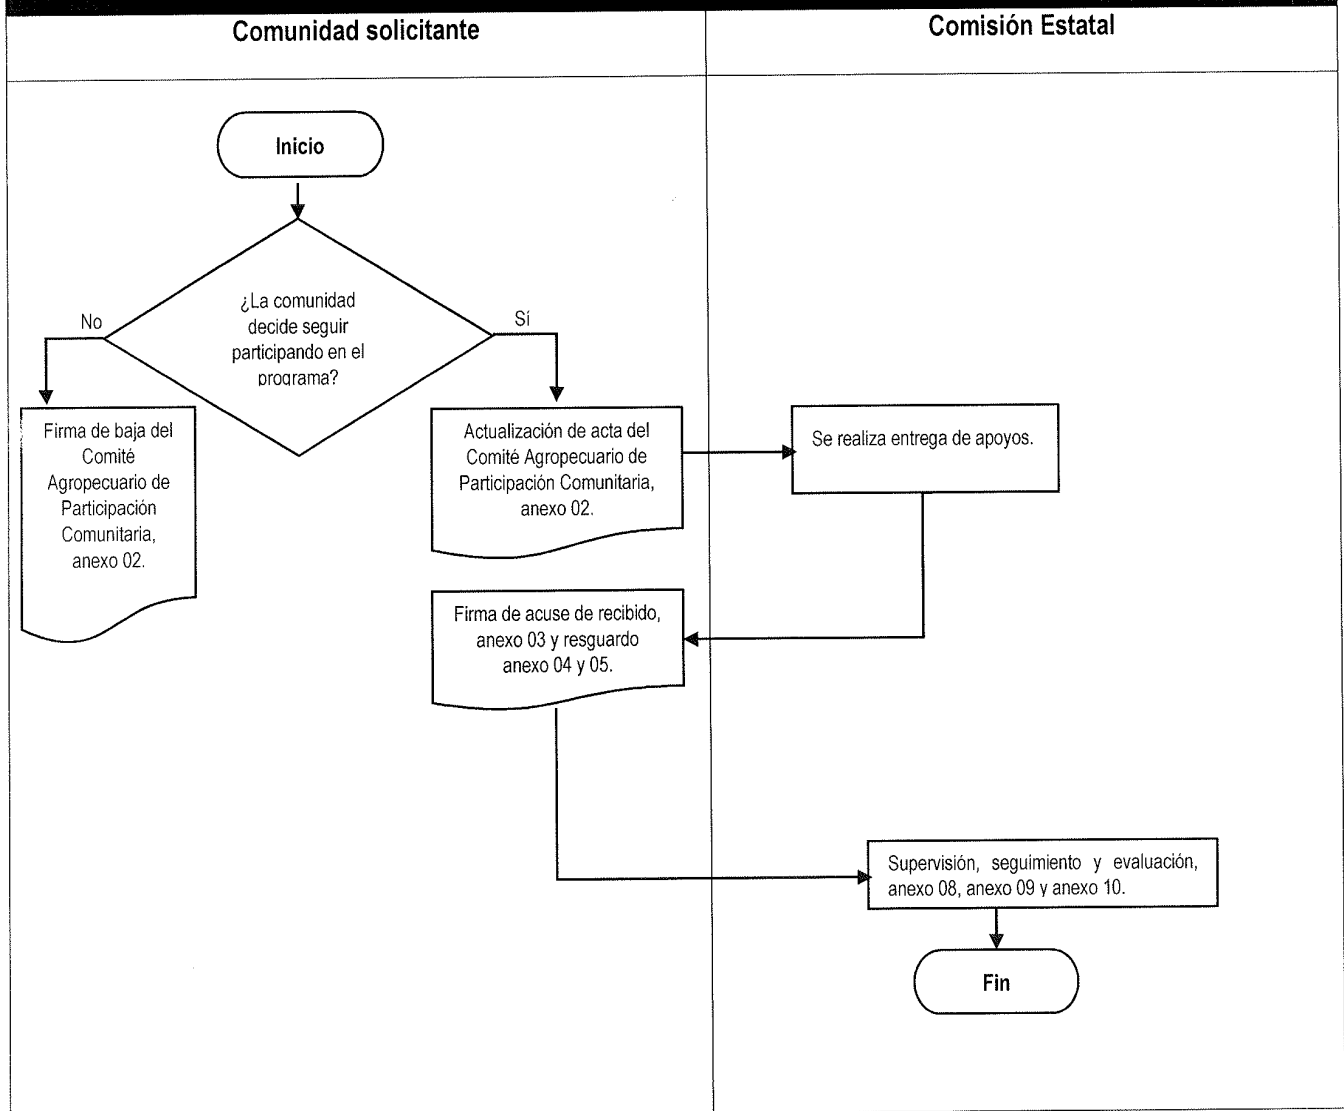 Comunidad solicitante
Comisión Estatal
Inicio
¿La comunidad
decide seguir
participando en el
programa?
No
Sí
Firma de baja del
Comité
Agropecuario de
Participación
Comunitaria,
anexo 02.
Actualización de acta del
Comité Agropecuario de
Participación Comunitaria,
anexo 02.
Se realiza entrega de apoyos.
Firma de acuse de recibido,
anexo 03 y resguardo
anexo 04 y 05.
Supervisión, seguimiento y evaluación,
anexo 08, anexo 09 y anexo 10.
Fin